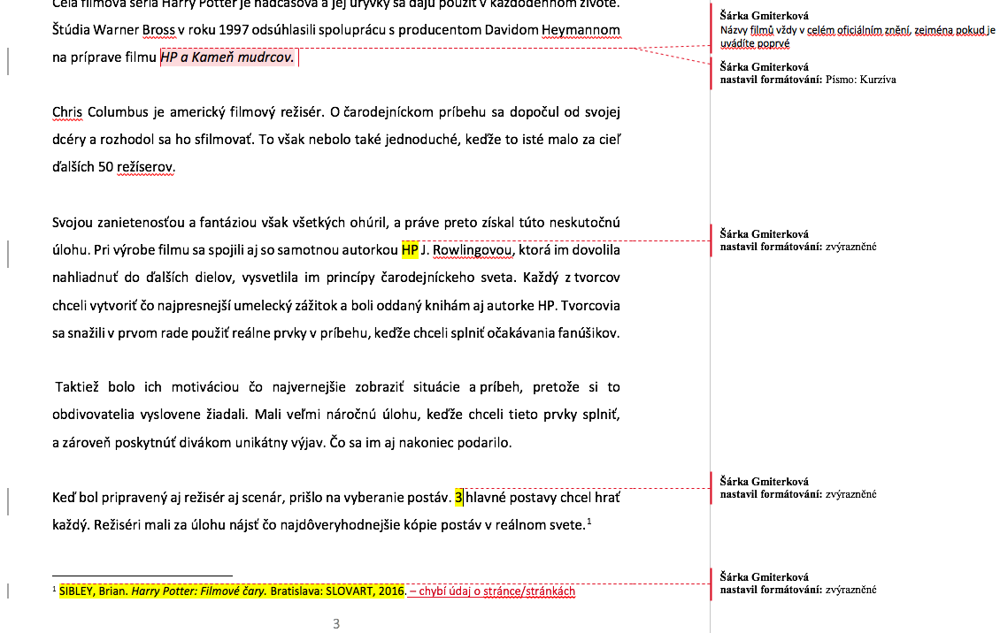 Celá filmová séria Harry Potter je nadčasová a jej úryvky sa dajú použiť v každodennom živote.
Štúdia Warner Bross v roku 1997 odsúhlasili spoluprácu s producentom Davidom Heymannom
na príprave filmu HP a Kameň mudrcov.
Chris Columbus je americký filmový režisér. O čarodejníckom príbehu sa dopočul od svojej
dcéry a rozhodol sa ho sfilmovať. To však nebolo také jednoduché, keďže to isté malo za cieľ
ďalších 50 režíserov.
Svojou zanietenosťou a fantáziou však všetkých ohúril, a práve preto získal túto neskutočnú
úlohu. Pri výrobe filmu sa spojili aj so samotnou autorkou HP J. Rowlingovou, ktorá im dovolila
nahliadnuť do ďalších dielov, vysvetlila im princípy čarodejníckeho sveta. Každý z tvorcov
chceli vytvoriť čo najpresnejší umelecký zážitok a boli oddaný knihám aj autorke HP. Tvorcovia
sa snažili v prvom rade použiť reálne prvky v príbehu, keďže chceli splniť očakávania fanúšikov.
Taktiež bolo ich motiváciou čo najvernejšie zobraziť situácie a príbeh, pretože si to
obdivovatelia vyslovene žiadali. Mali veľmi náročnú úlohu, keďže chceli tieto prvky splniť,
a zároveň poskytnúť divákom unikátny výjav. Čo sa im aj nakoniec podarilo.
Keď bol pripravený aj režisér aj scenár, prišlo na vyberanie postáv. 3 hlavné postavy chcel hrať
každý. Režiséri mali za úlohu nájsť čo najdôveryhodnejšie kópie postáv v reálnom svete.1
1 SIBLEY, Brian. Harry Potter: Filmové čary. Bratislava: SLOVART, 2016. – chybí údaj o stránce/stránkách
3
Šárka Gmiterková
Názvy filmů vždy v celém oficiálním znění, zejména pokud je
uvádíte poprvé
Šárka Gmiterková
nastavil formátování: Písmo: Kurzíva
Šárka Gmiterková
nastavil formátování: zvýrazněné
Šárka Gmiterková
nastavil formátování: zvýrazněné
Šárka Gmiterková
nastavil formátování: zvýrazněné